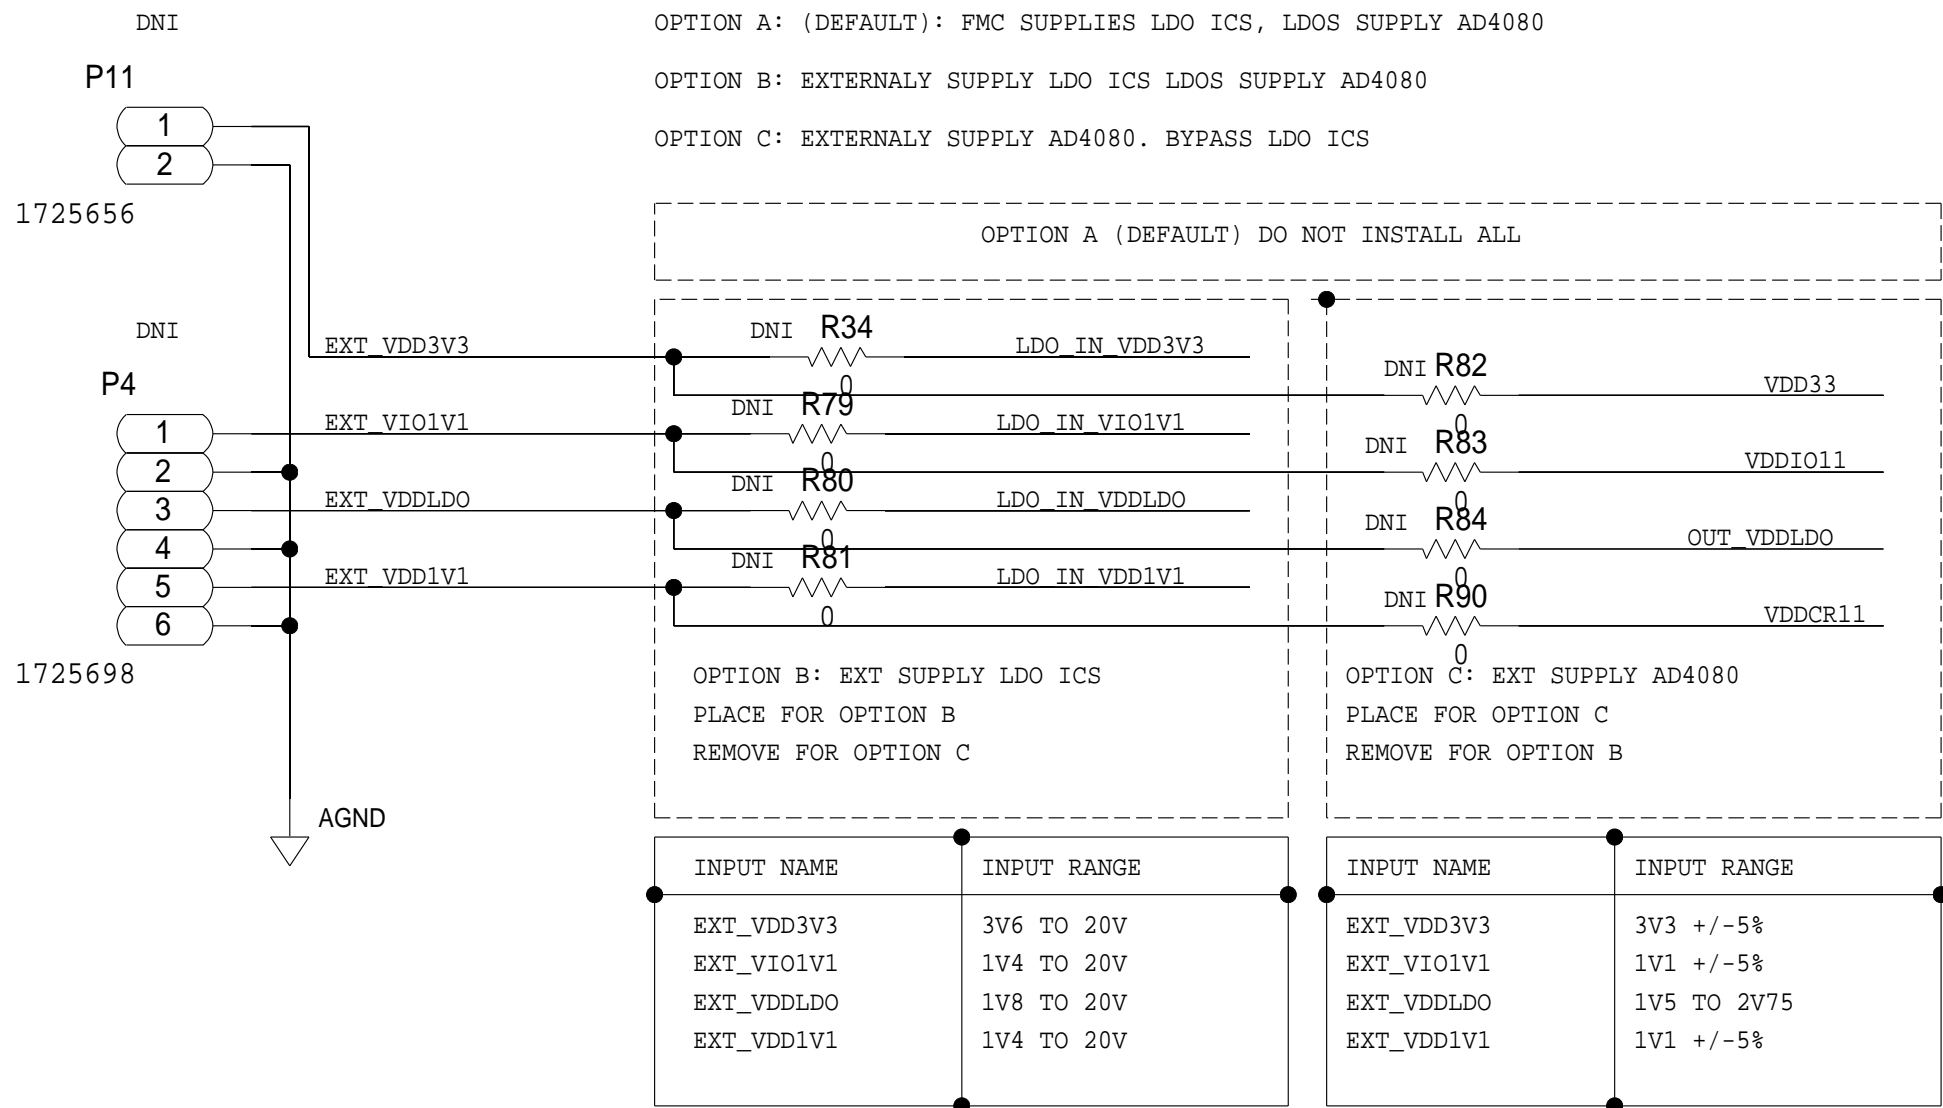 DNI
P11
1
2
1725656
OPTION A: (DEFAULT): FMC SUPPLIES LDO ICS, LDOS SUPPLY AD4080
OPTION B: EXTERNALY SUPPLY LDO ICS LDOS SUPPLY AD4080
OPTION C: EXTERNALY SUPPLY AD4080. BYPASS LDO ICS
OPTION A (DEFAULT) DO NOT INSTALL ALL
DNI
P4
1
2
3
4
5
6
1725698
AGND
EXT_VDD3V3
EXT_VIO1V1
EXT_VDDLDO
EXT_VDD1V1
DNI R34
0
LDO_IN_VDD3V3
DNI R79
0
LDO_IN_VIO1V1
DNI R80
0
LDO_IN_VDDLDO
DNI R81
0
LDO_IN_VDD1V1
OPTION B: EXT SUPPLY LDO ICS
PLACE FOR OPTION B
REMOVE FOR OPTION C
DNI R82
0
VDD33
DNI R83
0
VDDIO11
DNI R84
0
OUT_VDDLDO
DNI R90
0
VDDCR11
OPTION C: EXT SUPPLY AD4080
PLACE FOR OPTION C
REMOVE FOR OPTION B
INPUT NAME INPUT RANGE
EXT_VDD3V3 3V6 TO 20V
EXT_VIO1V1 1V4 TO 20V
EXT_VDDLDO 1V8 TO 20V
EXT_VDD1V1 1V4 TO 20V
INPUT NAME INPUT RANGE
EXT_VDD3V3 3V3 +/-5%
EXT_VIO1V1 1V1 +/-5%
EXT_VDDLDO 1V5 TO 2V75
EXT_VDD1V1 1V1 +/-5%